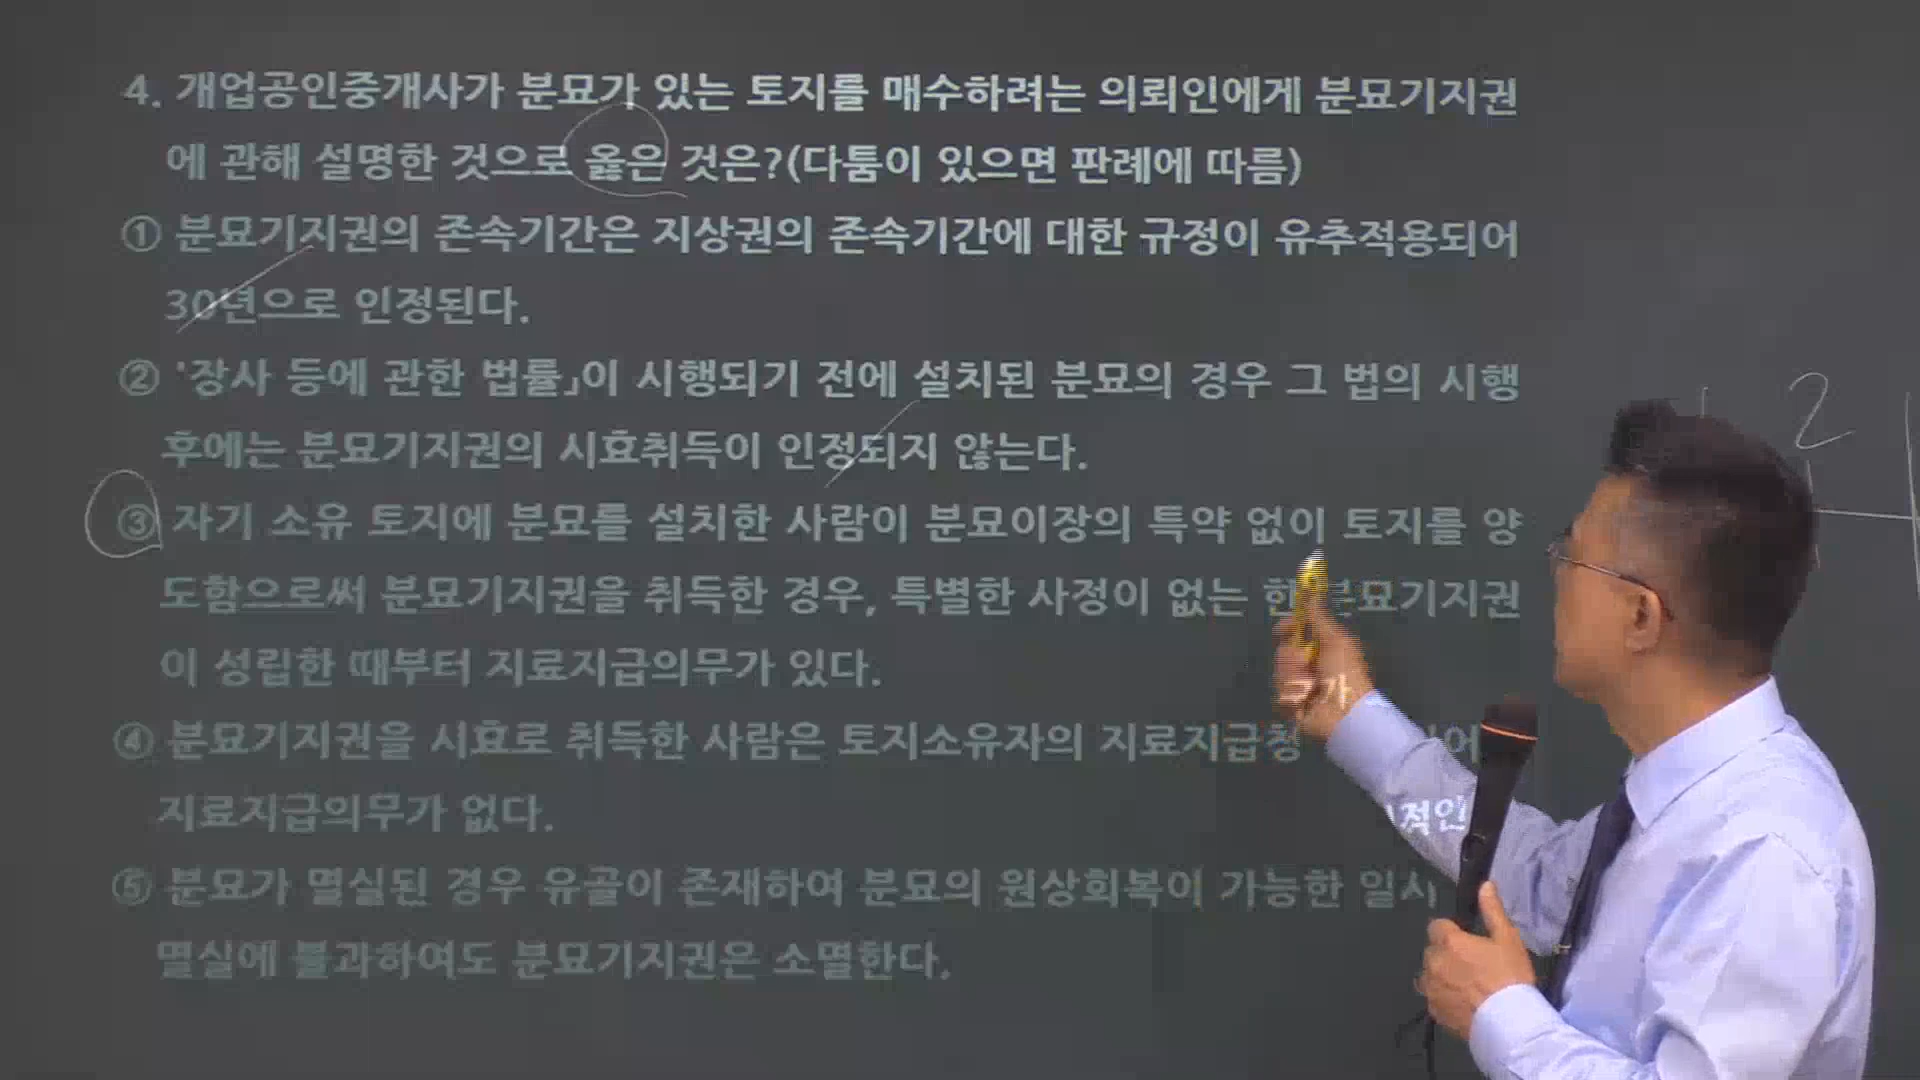 4. 개업공인중개사가 분묘가 있는 토지를 매수하려는 의뢰인에게 분묘기지권
에 관해 설명한 것으로 옳은 것은?(다툼이 있으면 판례에 따름)
① 분묘기지권의 존속기간은 지상권의 존속기간에 대한 규정이 유추적용되어
30년으로 인정된다.
② 「장사 등에 관한 법률」이 시행되기 전에 설치된 분묘의 경우 그 법의 시행
후에는 분묘기지권의 시효취득이 인정되지 않는다.
③ 자기 소유 토지에 분묘를 설치한 사람이 분묘이장의 특약 없이 토지를 양
도함으로써 분묘기지권을 취득한 경우, 특별한 사정이 없는 한 분묘기지권
이 성립한 때부터 지료지급의무가 있다.
④ 분묘기지권을 시효로 취득한 사람은 토지소유자의 지료지급청
지료지급의무가 없다.
⑤ 분묘가 멸실된 경우 유골이 존재하여 분묘의 원상회복이 가능한 일시적인
멸실에 불과하여도 분묘기지권은 소멸한다.
2